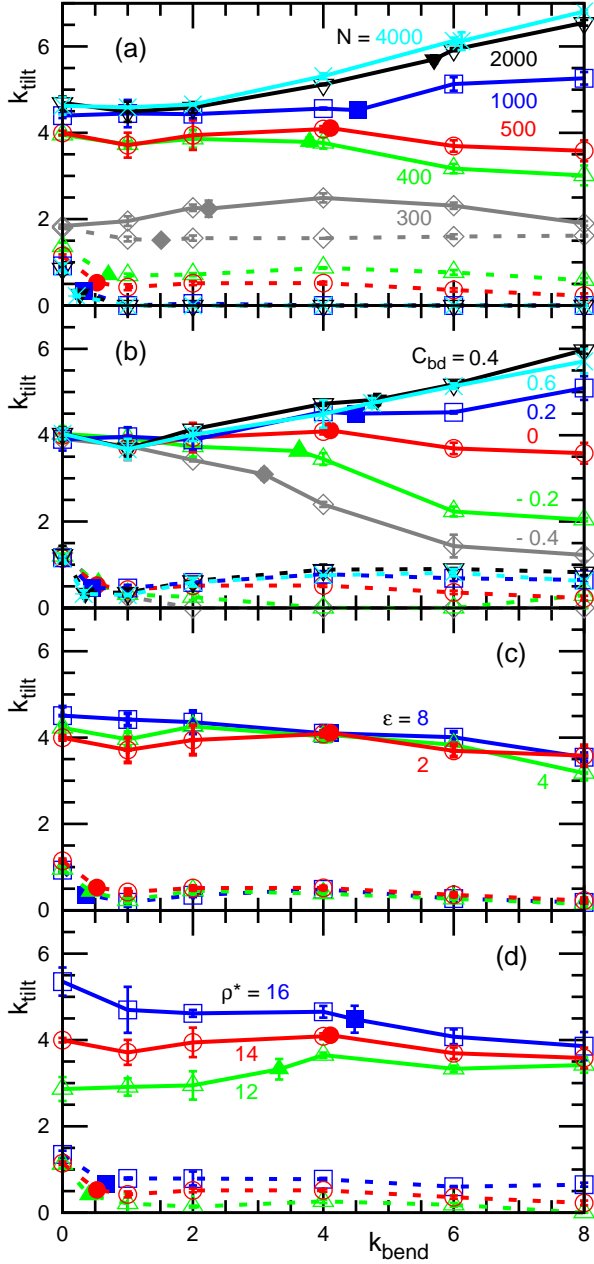 (a)
N = 4000
2000
1000
500
400
300
k_tilt
6
4
2
0
(b)
C_bd = 0.4
0.6
0.2
0
- 0.2
- 0.4
k_tilt
6
4
2
0
(c)
ε = 8
2
4
k_tilt
6
4
2
0
(d)
ρ* = 16
14
12
k_tilt
6
4
2
0
0 2 4 6 8
k_bend